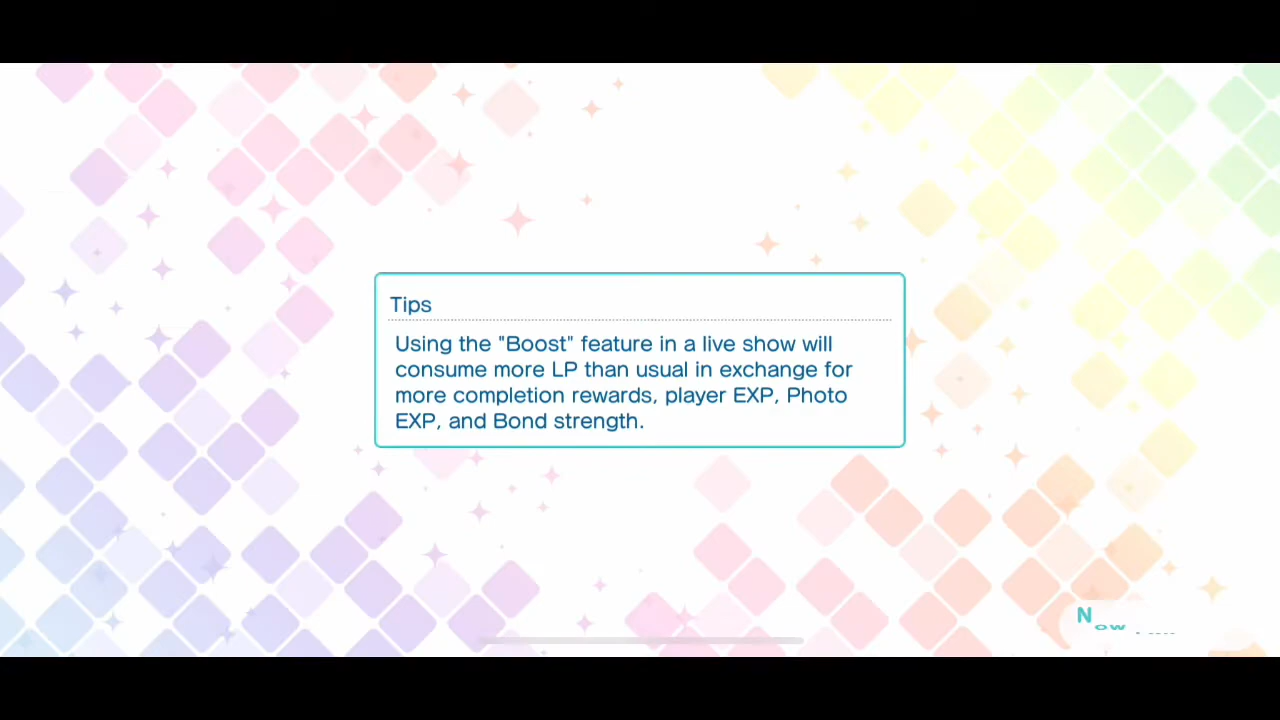 Tips
Using the "Boost" feature in a live show will
consume more LP than usual in exchange for
more completion rewards, player EXP, Photo
EXP, and Bond strength.
Now